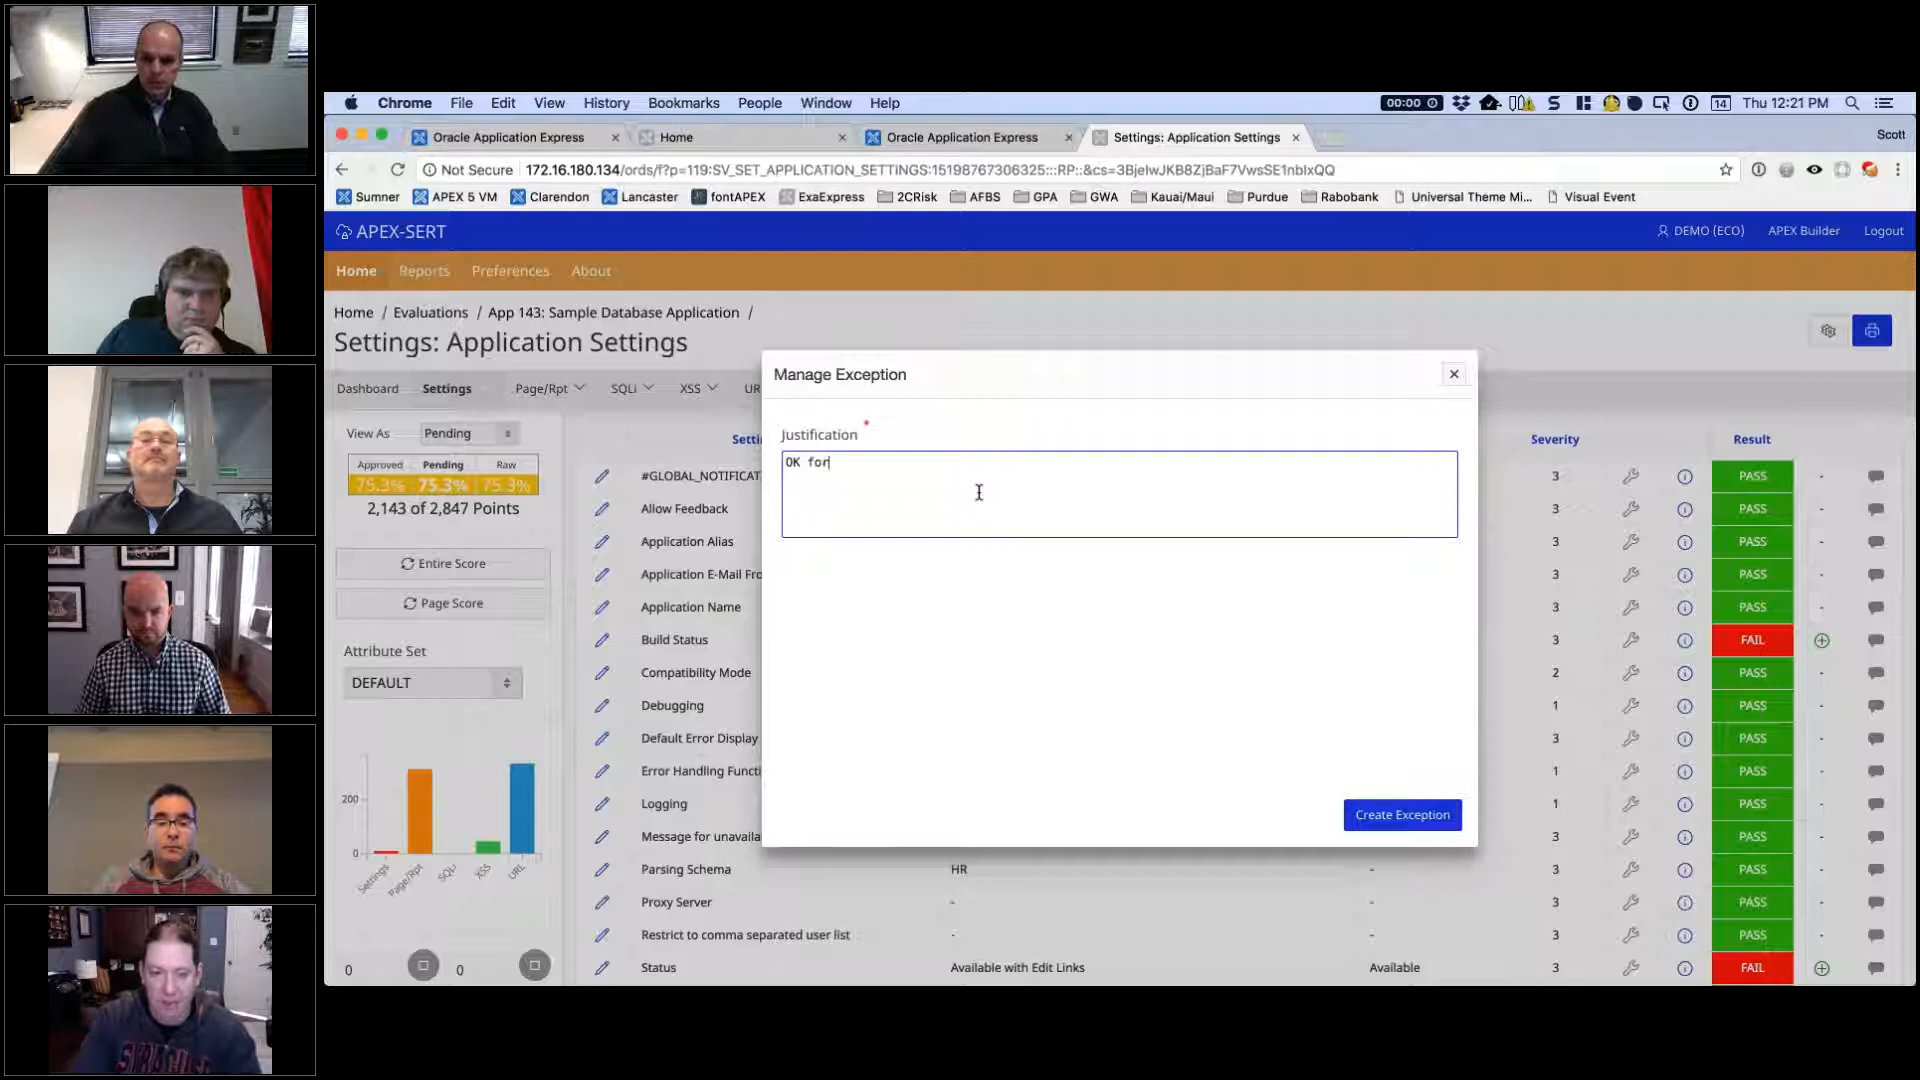 Chrome File Edit View History Bookmarks People Window Help
00:00 14 Thu 12:21 PM
Oracle Application Express Home Oracle Application Express Settings: Application Settings Scott
Not Secure 172.16.180.134/ords/f?p=119:SV_SET_APPLICATION_SETTINGS:15198767306325:::RP::&cs=3BjeIwJKB8ZjBaF7VwsSE1nbIxQQ
Sumner APEX 5 VM Clarendon Lancaster fontAPEX ExaExpress 2CRisk AFBS GPA GWA Kauai/Maui Purdue Rabobank Universal Theme Mi... Visual Event
APEX-SERT DEMO (ECO) APEX Builder Logout
Home Reports Preferences About
Home / Evaluations / App 143: Sample Database Application /
Settings: Application Settings
Dashboard Settings Page/Rpt SQLi XSS UR
Manage Exception
Justification *
OK for
Create Exception
View As Pending
Approved Pending Raw
75.3% 75.3% 75.3%
2,143 of 2,847 Points
Entire Score
Page Score
Attribute Set
DEFAULT
200
0
Settings Page/Rpt SQLi XSS URL
0 0
Setti Severity Result
#GLOBAL_NOTIFICAT 3 PASS -
Allow Feedback 3 PASS -
Application Alias 3 PASS -
Application E-Mail Fro 3 PASS -
Application Name 3 PASS -
Build Status 3 FAIL
Compatibility Mode 2 PASS -
Debugging 1 PASS -
Default Error Display 3 PASS -
Error Handling Functi 1 PASS -
Logging 1 PASS -
Message for unavaila 3 PASS -
Parsing Schema HR - 3 PASS -
Proxy Server - - 3 PASS -
Restrict to comma separated user list - - 3 PASS -
Status Available with Edit Links Available 3 FAIL
SYRACUSE